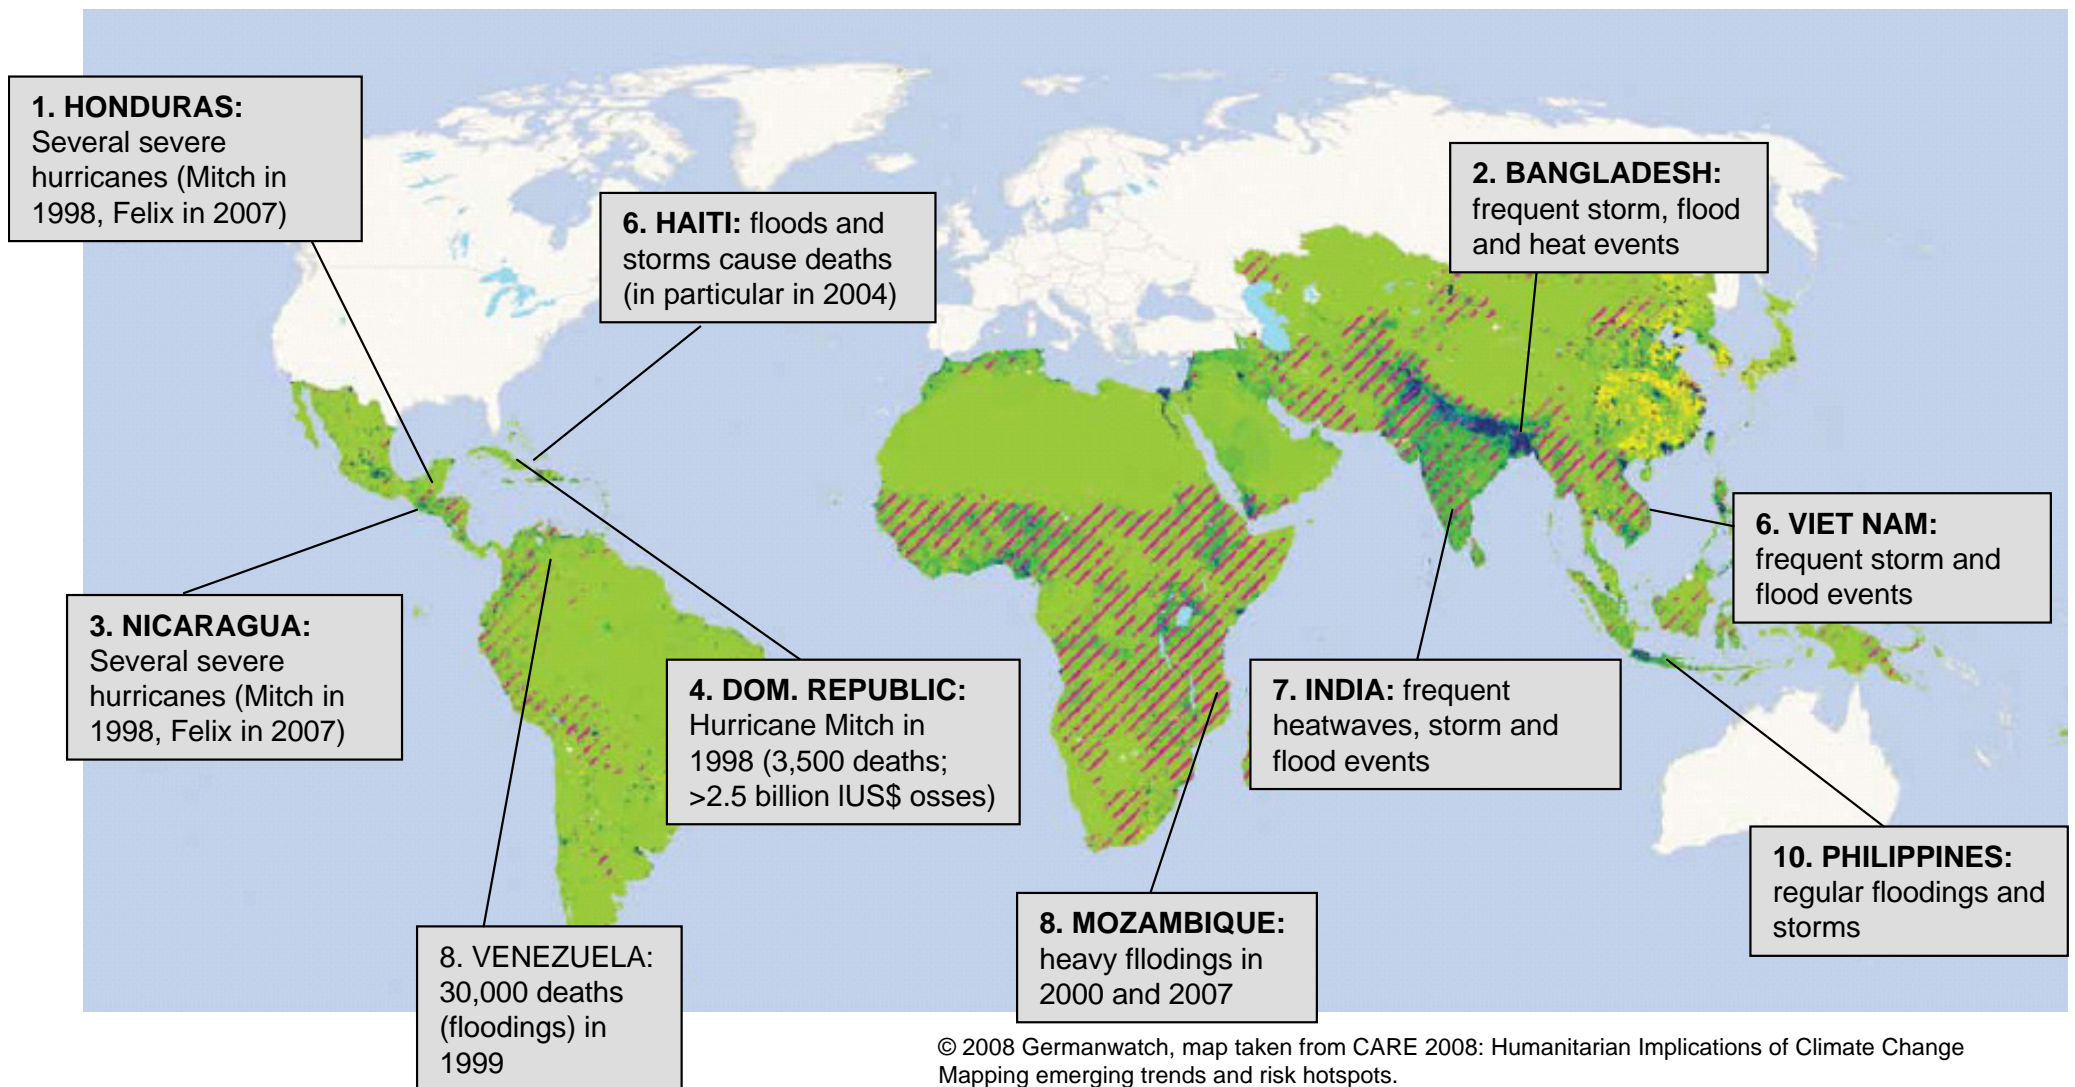 1. HONDURAS:
Several severe
hurricanes (Mitch in
1998, Felix in 2007)
6. HAITI: floods and
storms cause deaths
(in particular in 2004)
2. BANGLADESH:
frequent storm, flood
and heat events
6. VIET NAM:
frequent storm and
flood events
3. NICARAGUA:
Several severe
hurricanes (Mitch in
1998, Felix in 2007)
4. DOM. REPUBLIC:
Hurricane Mitch in
1998 (3,500 deaths;
>2.5 billion lUS$ osses)
7. INDIA: frequent
heatwaves, storm and
flood events
10. PHILIPPINES:
regular floodings and
storms
8. VENEZUELA:
30,000 deaths
(floodings) in
1999
8. MOZAMBIQUE:
heavy fllodings in
2000 and 2007
© 2008 Germanwatch, map taken from CARE 2008: Humanitarian Implications of Climate Change
Mapping emerging trends and risk hotspots.